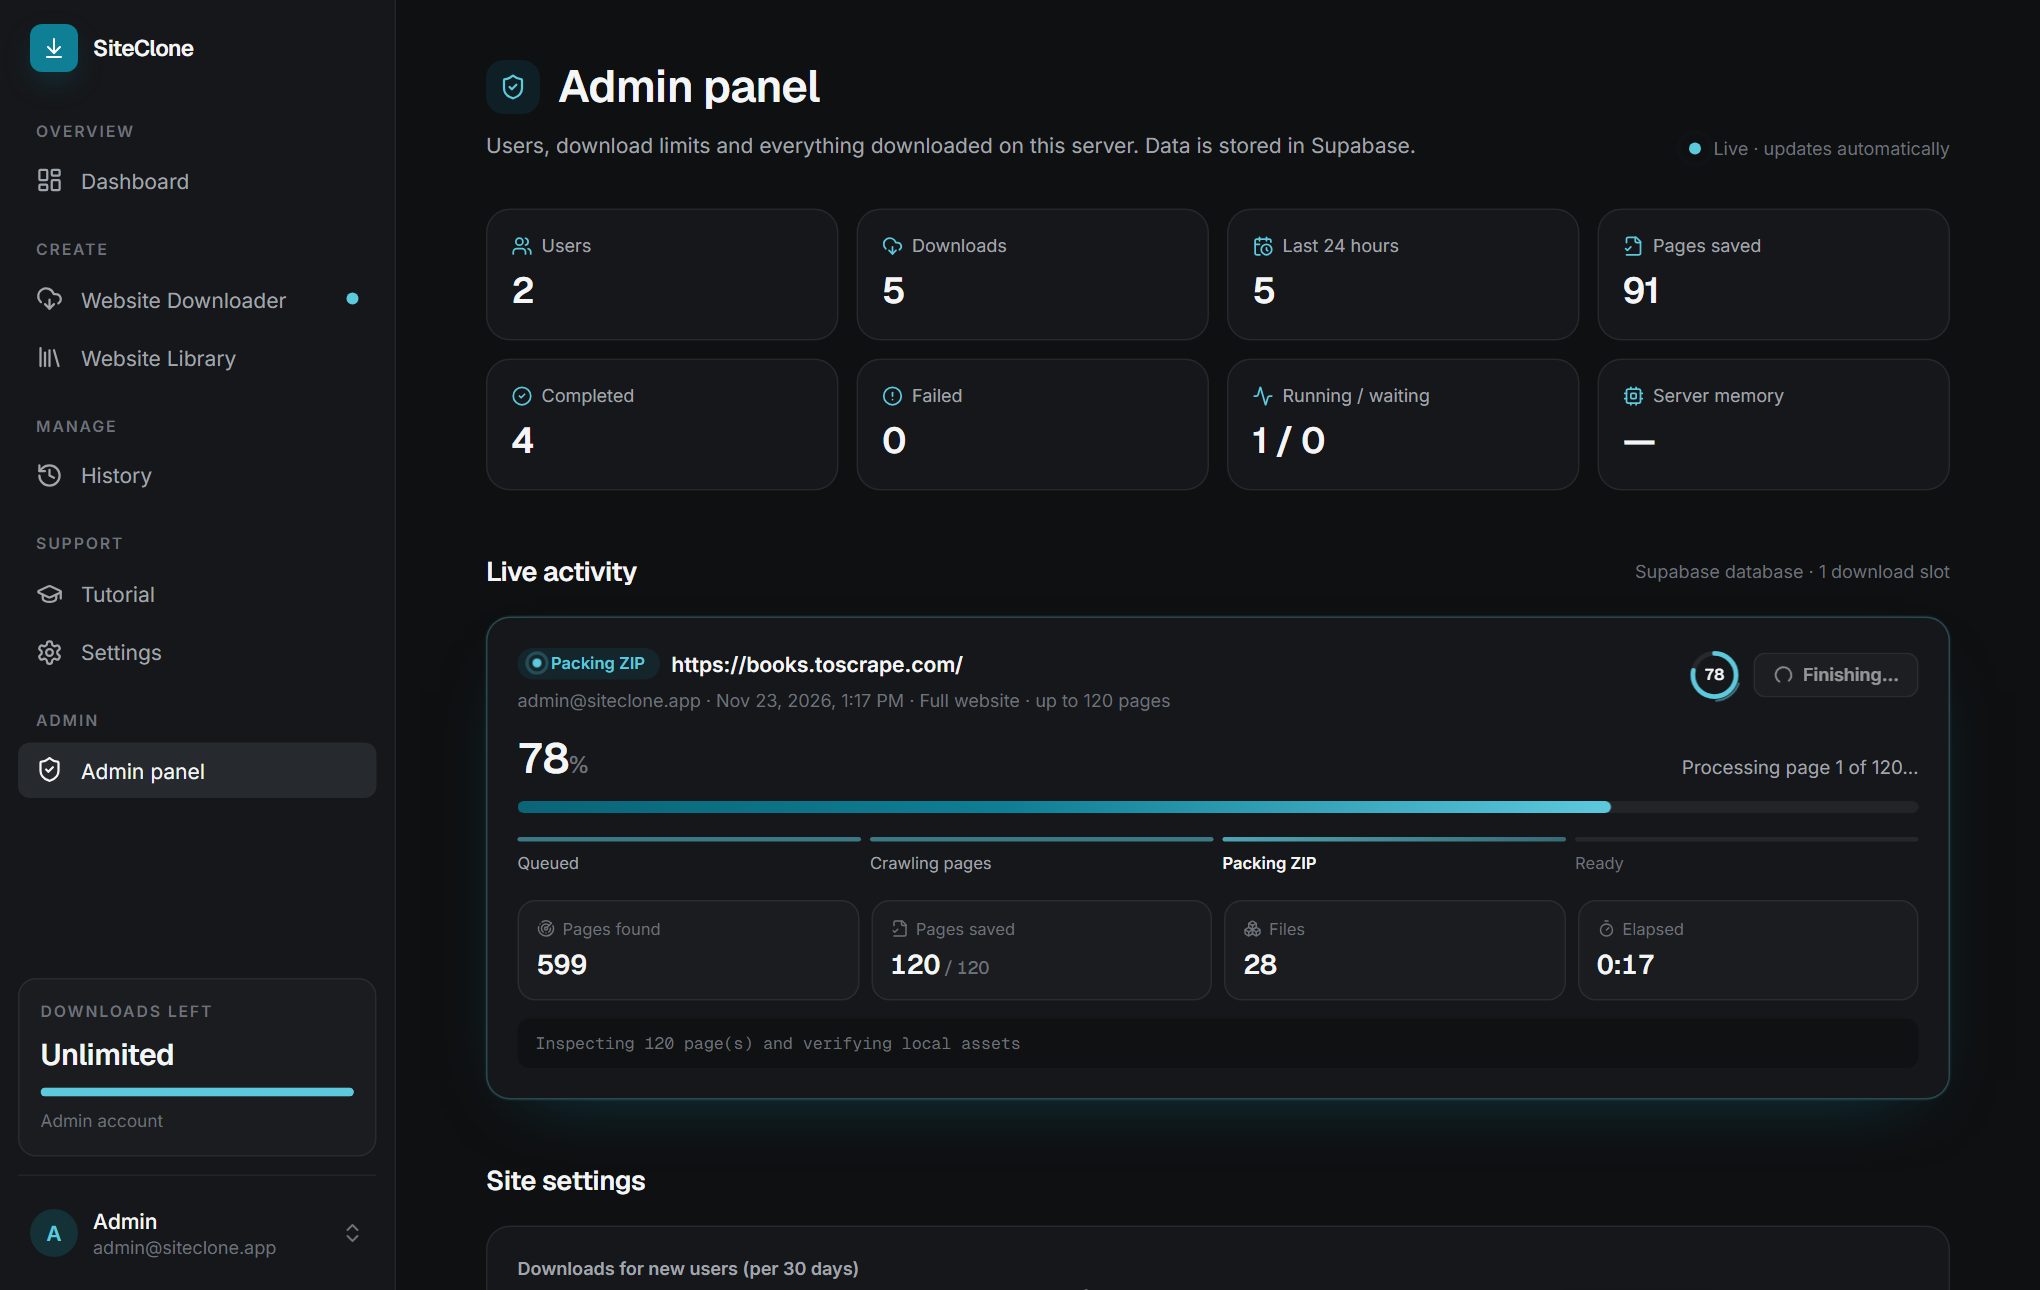 SiteClone
OVERVIEW
Dashboard
CREATE
Website Downloader
Website Library
MANAGE
History
SUPPORT
Tutorial
Settings
ADMIN
Admin panel
DOWNLOADS LEFT
Unlimited
Admin account
A
Admin
admin@siteclone.app
Admin panel
Users, download limits and everything downloaded on this server. Data is stored in Supabase.
Live · updates automatically
Users
2
Downloads
5
Last 24 hours
5
Pages saved
91
Completed
4
Failed
0
Running / waiting
1 / 0
Server memory
—
Live activity
Supabase database · 1 download slot
Packing ZIP
https://books.toscrape.com/
78
Finishing...
admin@siteclone.app · Nov 23, 2026, 1:17 PM · Full website · up to 120 pages
78%
Processing page 1 of 120...
Queued
Crawling pages
Packing ZIP
Ready
Pages found
599
Pages saved
120 / 120
Files
28
Elapsed
0:17
Inspecting 120 page(s) and verifying local assets
Site settings
Downloads for new users (per 30 days)